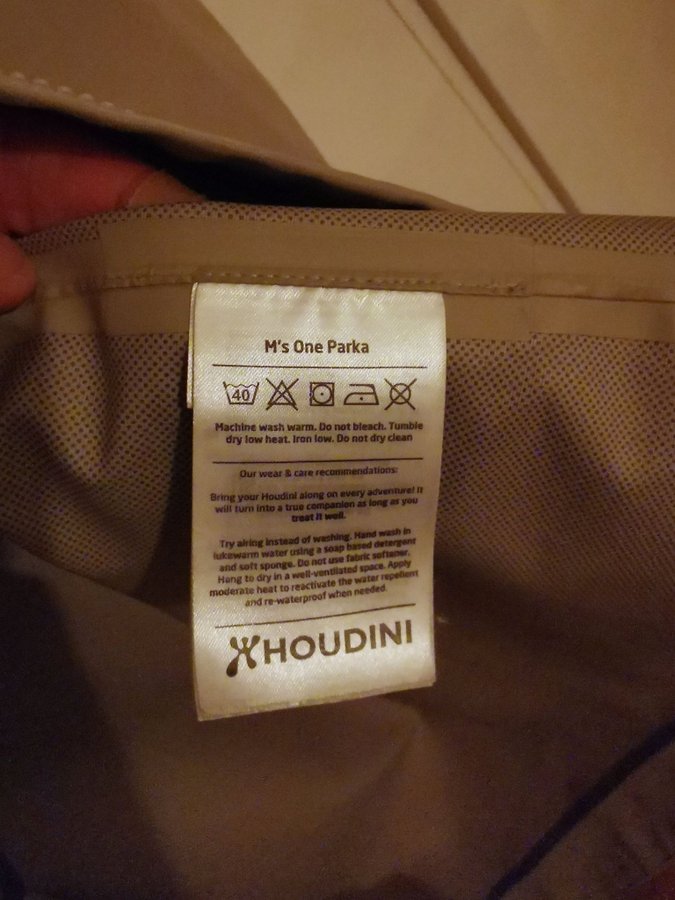 M's One Parka
40
Machine wash warm. Do not bleach. Tumble
dry low heat. Iron low. Do not dry clean
Our wear & care recommendations:
Bring your Houdini along on every adventure! It
will turn into a true companion as long as you
treat it well.
Try airing instead of washing. Hand wash in
lukewarm water using a soap based detergent
and soft sponge. Do not use fabric softener.
Hang to dry in a well-ventilated space. Apply
moderate heat to reactivate the water repellent
and re-waterproof when needed.
HOUDINI